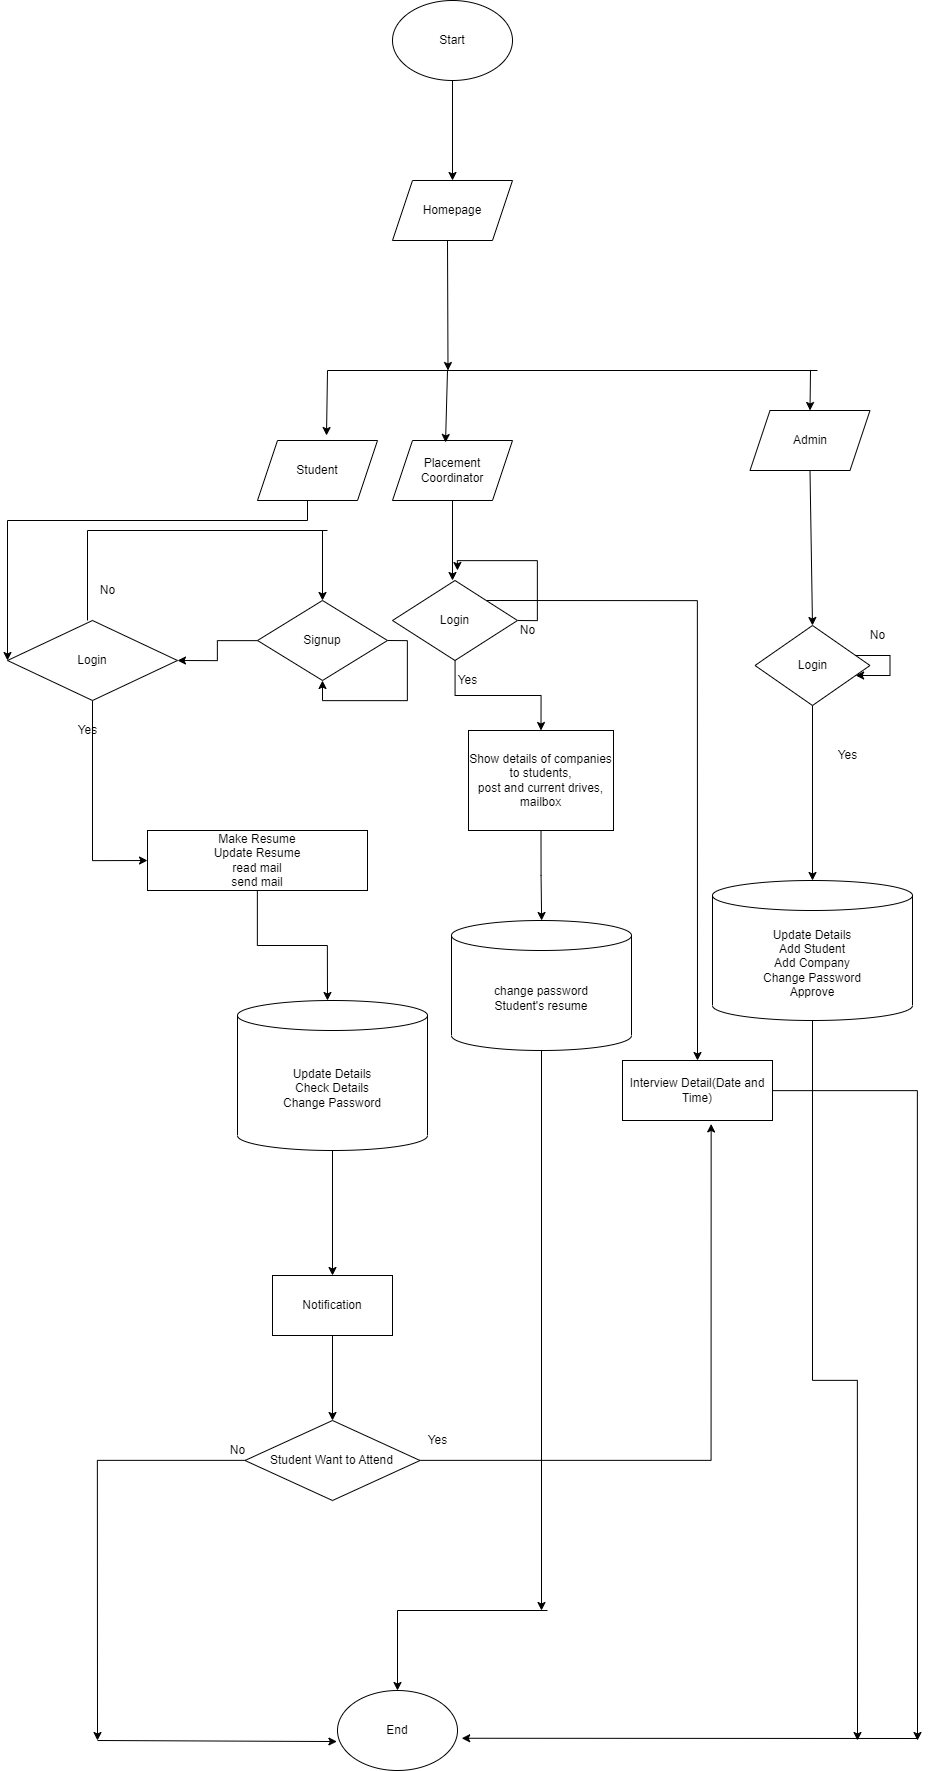 Start
Homepage
Admin
Student
Placement
Coordinator
No
Login
No
Signup
Login
No
Login
Yes
Yes
Yes
Show details of companies
to students,
post and current drives,
mailbox
Make Resume
Update Resume
read mail
send mail
Update Details
Add Student
Add Company
Change Password
Approve
change password
Student's resume
Update Details
Check Details
Change Password
Interview Detail(Date and
Time)
Notification
No
Yes
Student Want to Attend
End